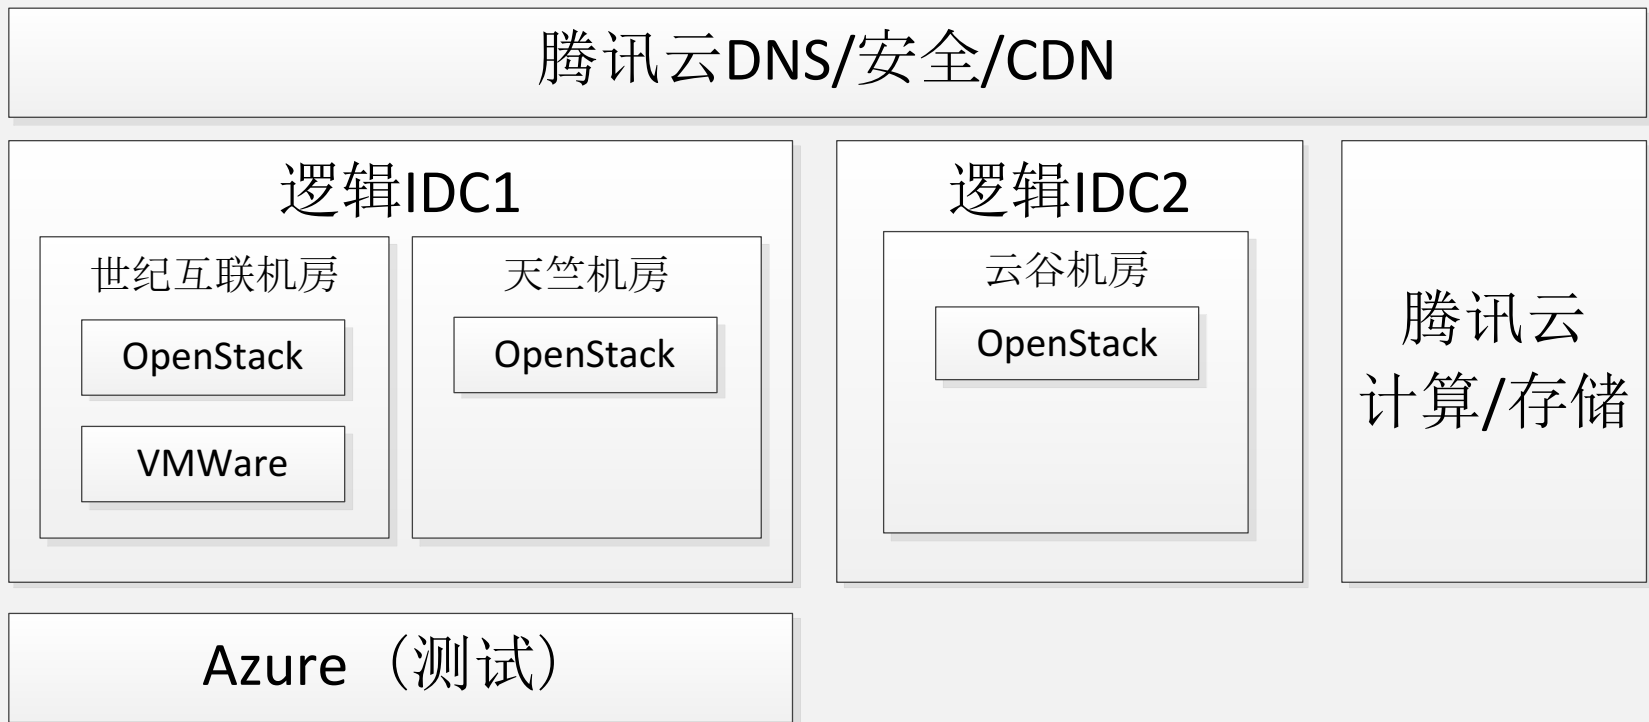 腾讯云DNS/安全/CDN
逻辑IDC1
世纪互联机房
OpenStack
VMWare
天竺机房
OpenStack
逻辑IDC2
云谷机房
OpenStack
腾讯云
计算/存储
Azure（测试）